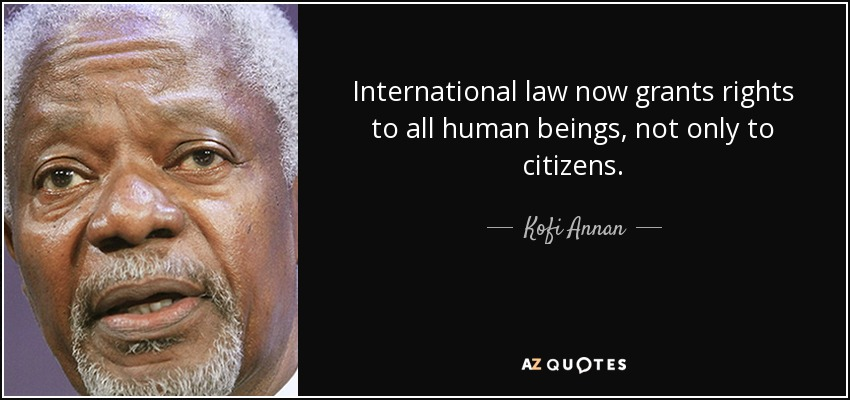 International law now grants rights
to all human beings, not only to
citizens.
Kofi Annan
AZ QUOTES